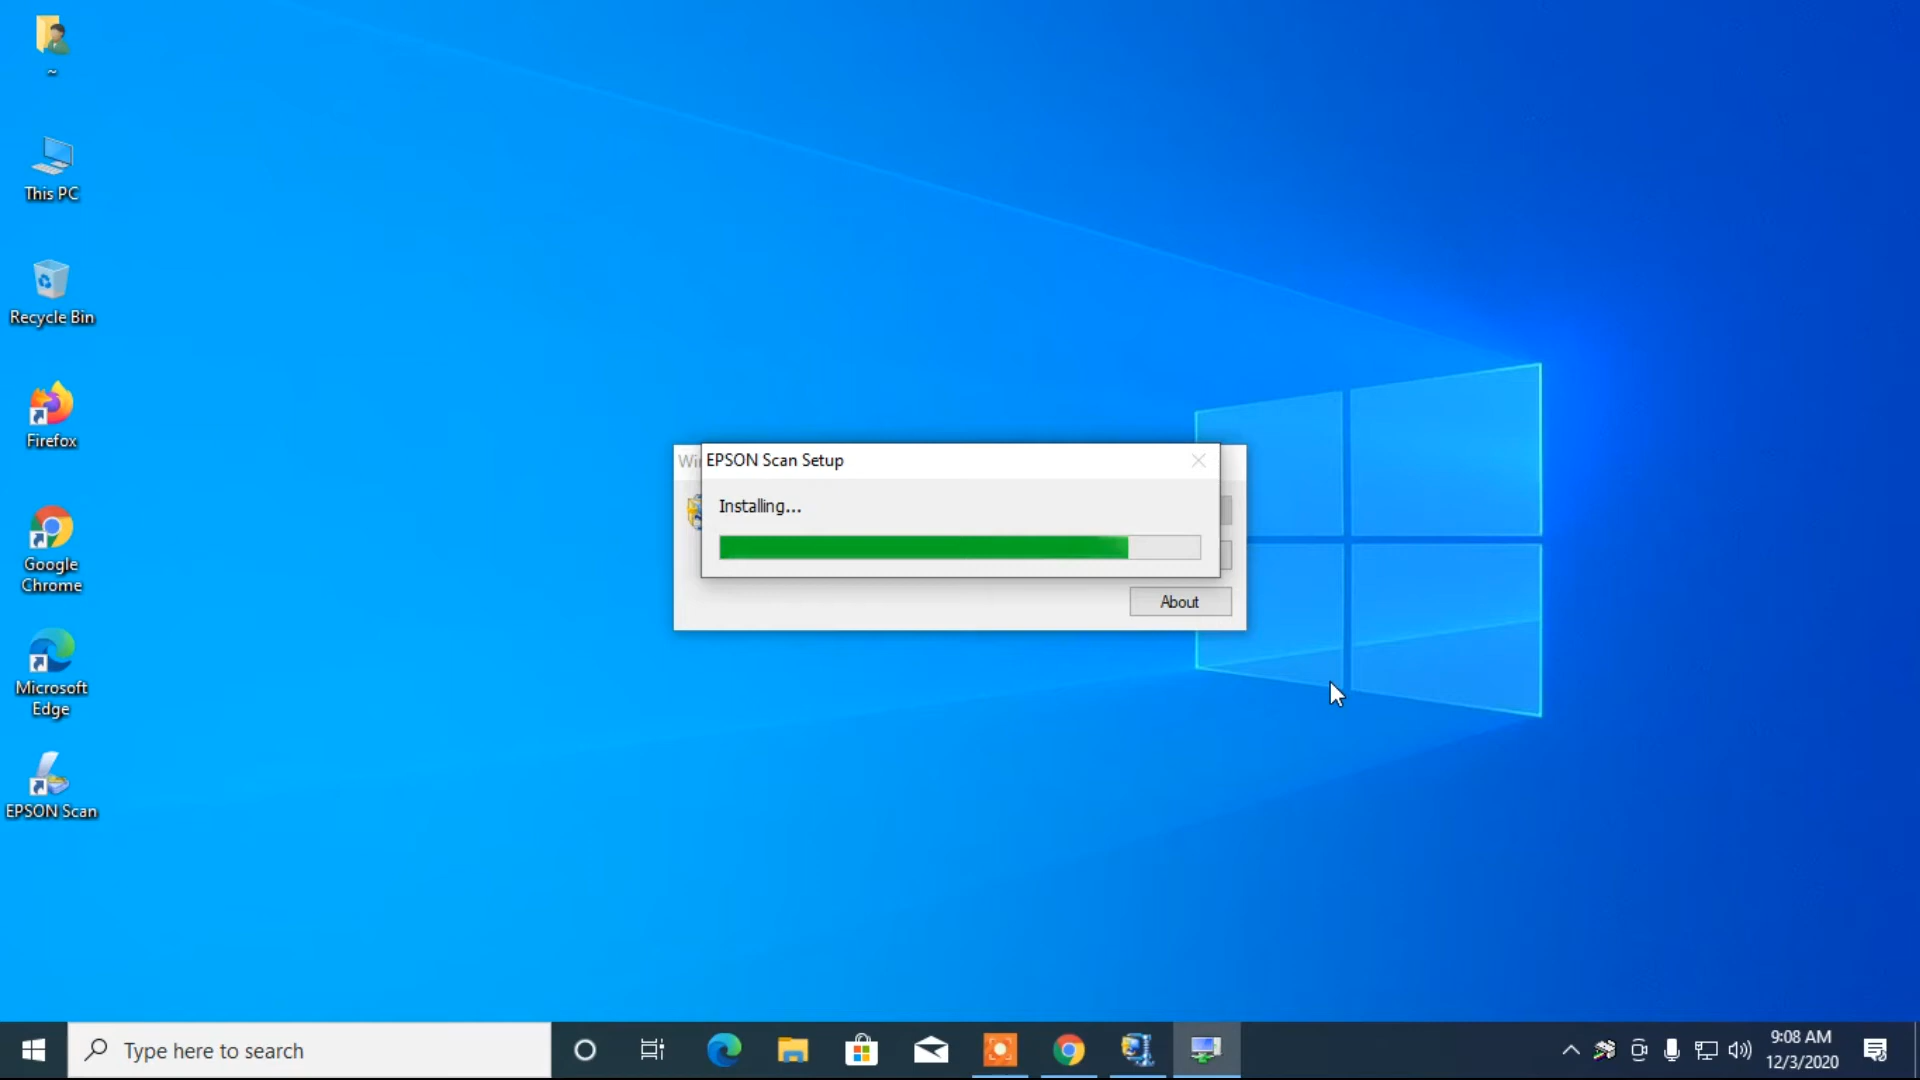 ~
This PC
Recycle Bin
Firefox
Google
Chrome
Microsoft
Edge
EPSON Scan
Wi
EPSON Scan Setup
Installing...
About
Type here to search
9:08 AM
12/3/2020